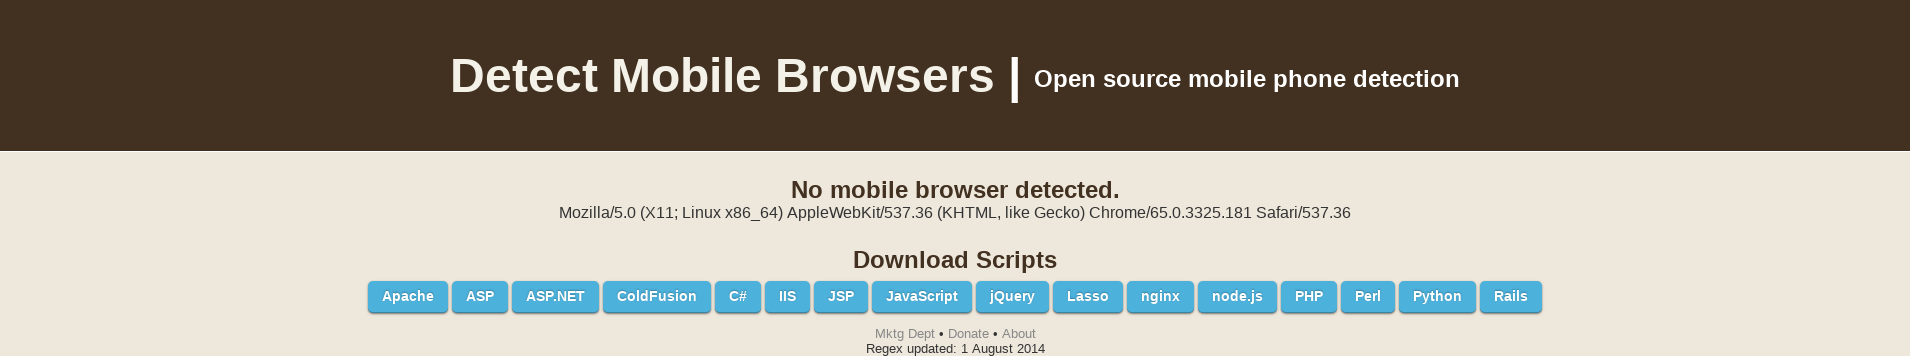 Detect Mobile Browsers | Open source mobile phone detection
No mobile browser detected.
Mozilla/5.0 (X11; Linux x86_64) AppleWebKit/537.36 (KHTML, like Gecko) Chrome/65.0.3325.181 Safari/537.36
Download Scripts
Apache ASP ASP.NET ColdFusion C# IIS JSP JavaScript jQuery Lasso nginx node.js PHP Perl Python Rails
Mktg Dept • Donate • About
Regex updated: 1 August 2014